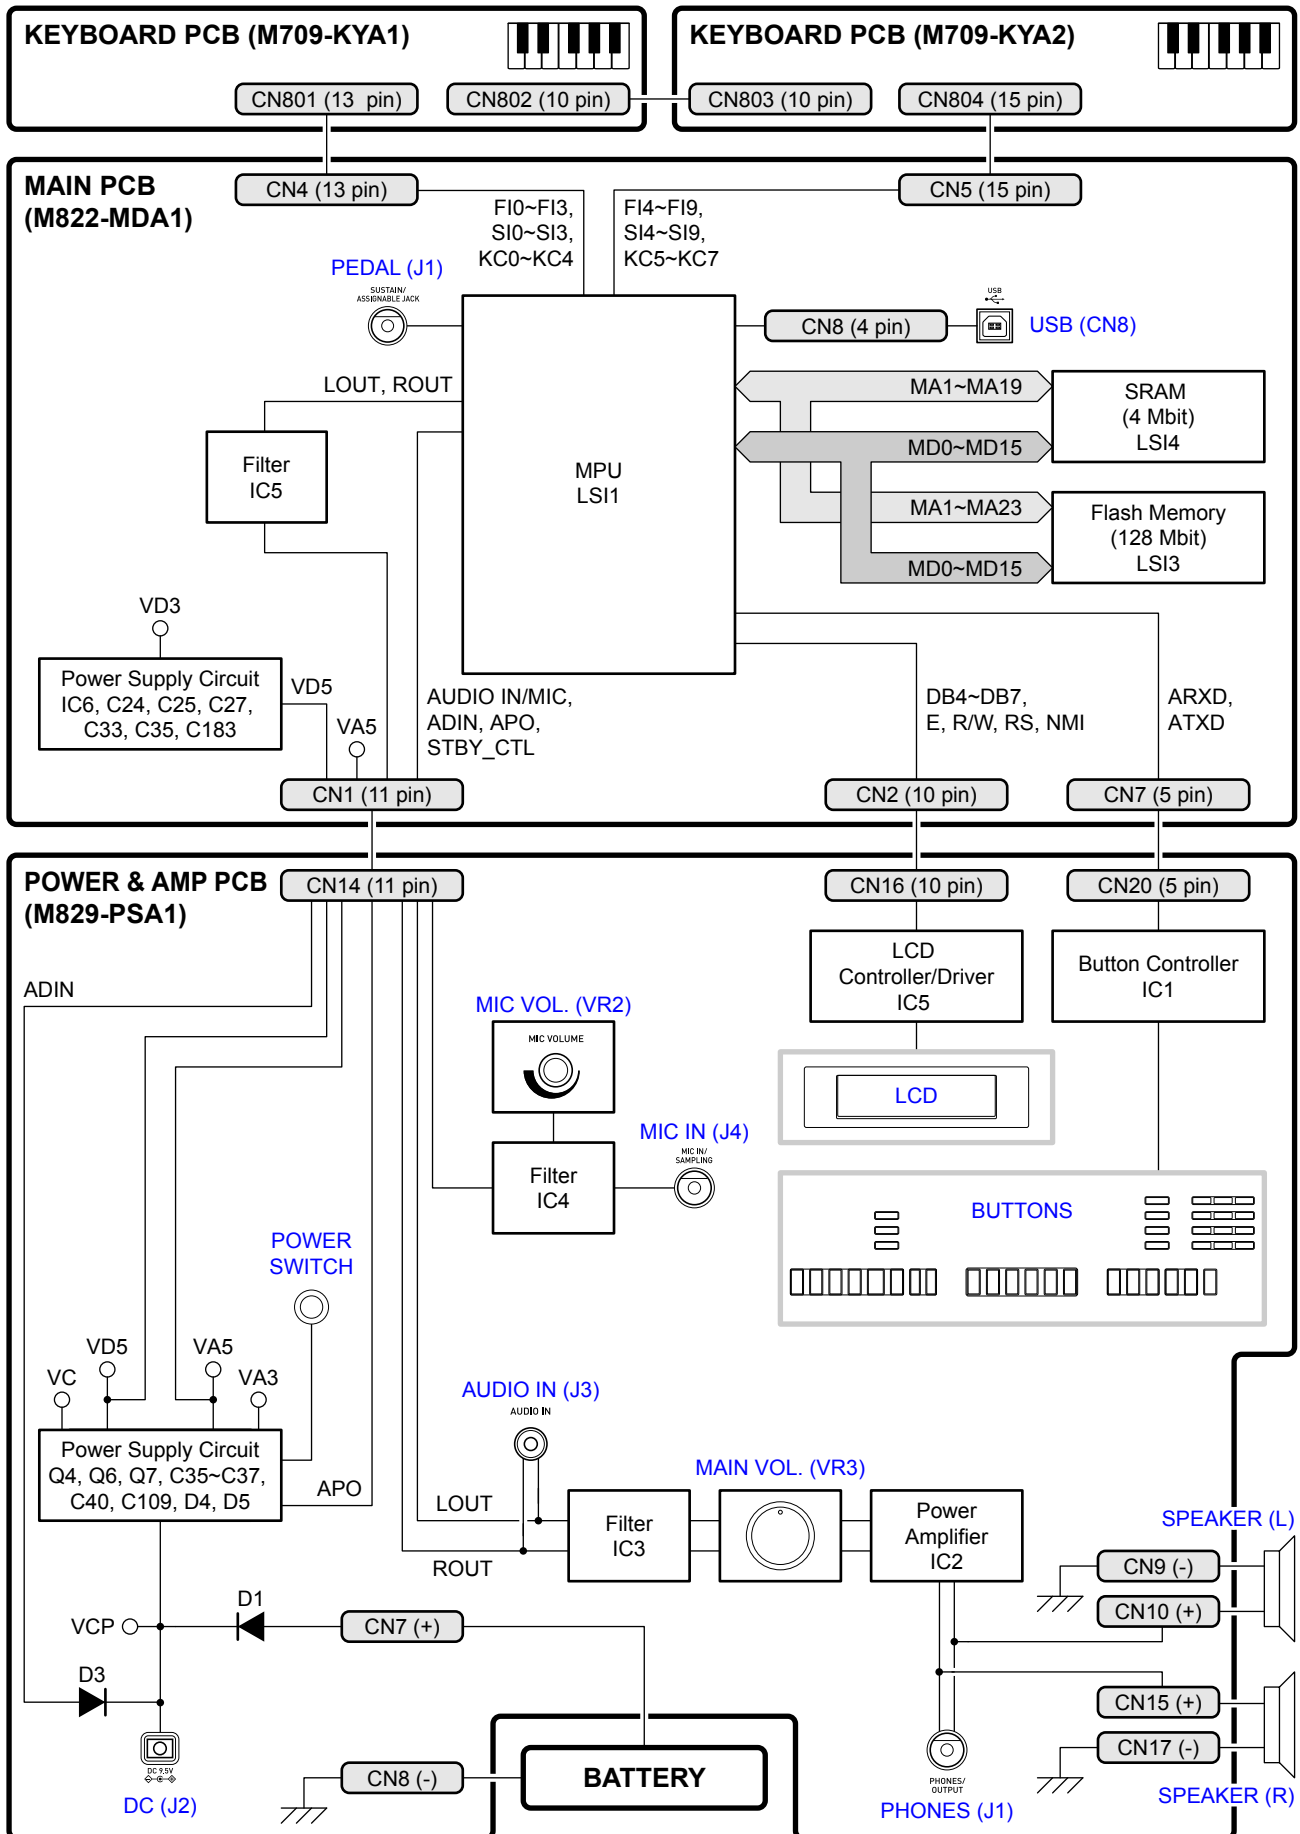 KEYBOARD PCB (M709-KYA1)
CN801 (13  pin)
CN802 (10 pin)
KEYBOARD PCB (M709-KYA2)
CN803 (10 pin)
CN804 (15 pin)
MAIN PCB
(M822-MDA1)
CN4 (13 pin)
CN5 (15 pin)
FI0~FI3,
SI0~SI3,
KC0~KC4
FI4~FI9,
SI4~SI9,
KC5~KC7
PEDAL (J1)
SUSTAIN/
ASSIGNABLE JACK
CN8 (4 pin)
USB
USB (CN8)
LOUT, ROUT
MA1~MA19
SRAM
(4 Mbit)
LSI4
MD0~MD15
Filter
IC5
MPU
LSI1
MA1~MA23
Flash Memory
(128 Mbit)
LSI3
MD0~MD15
VD3
Power Supply Circuit
IC6, C24, C25, C27,
C33, C35, C183
VD5
VA5
AUDIO IN/MIC,
ADIN, APO,
STBY_CTL
DB4~DB7,
E, R/W, RS, NMI
ARXD,
ATXD
CN1 (11 pin)
CN2 (10 pin)
CN7 (5 pin)
POWER & AMP PCB
(M829-PSA1)
CN14 (11 pin)
CN16 (10 pin)
CN20 (5 pin)
LCD
Controller/Driver
IC5
Button Controller
IC1
ADIN
MIC VOL. (VR2)
MIC VOLUME
LCD
Filter
IC4
MIC IN (J4)
MIC IN/
SAMPLING
BUTTONS
POWER
SWITCH
VC
VD5
VA5
VA3
Power Supply Circuit
Q4, Q6, Q7, C35~C37,
C40, C109, D4, D5
APO
AUDIO IN (J3)
AUDIO IN
LOUT
ROUT
Filter
IC3
MAIN VOL. (VR3)
Power
Amplifier
IC2
SPEAKER (L)
CN9 (-)
CN10 (+)
VCP
D1
CN7 (+)
D3
CN15 (+)
CN17 (-)
SPEAKER (R)
DC 9.5V
DC (J2)
CN8 (-)
BATTERY
PHONES/
OUTPUT
PHONES (J1)